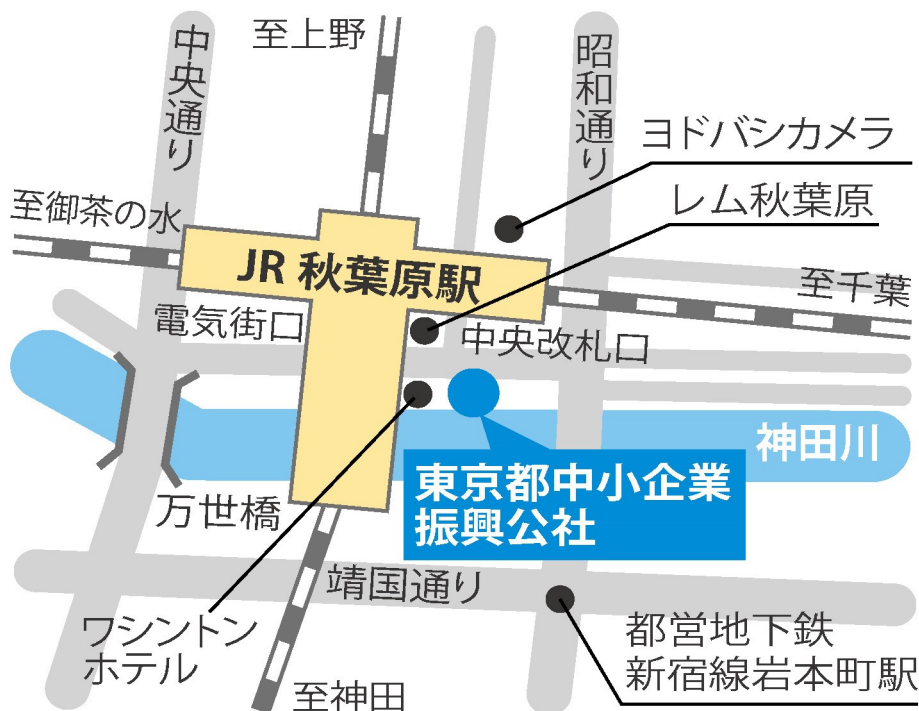 至上野
中央通り
昭和通り
ヨドバシカメラ
レム秋葉原
至御茶の水
JR 秋葉原駅
至千葉
電気街口
中央改札口
神田川
東京都中小企業
振興公社
万世橋
靖国通り
ワシントン
ホテル
都営地下鉄
新宿線岩本町駅
至神田